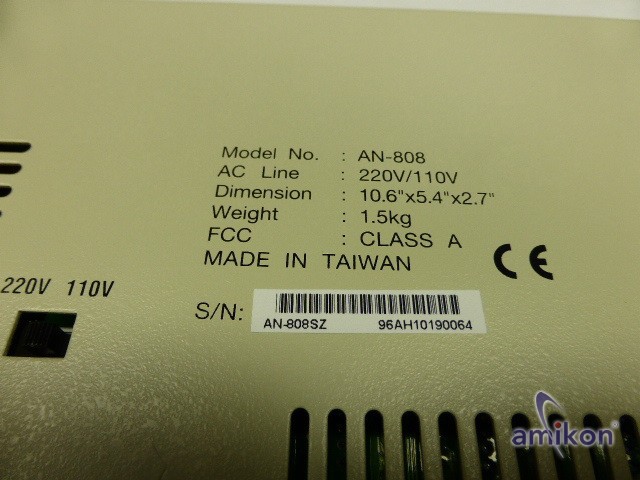 Model No. : AN-808
AC Line : 220V/110V
Dimension : 10.6"x5.4"x2.7"
Weight : 1.5kg
FCC : CLASS A
MADE IN TAIWAN
CE
220V 110V
S/N:
AN-808SZ 96AH10190064
amikon